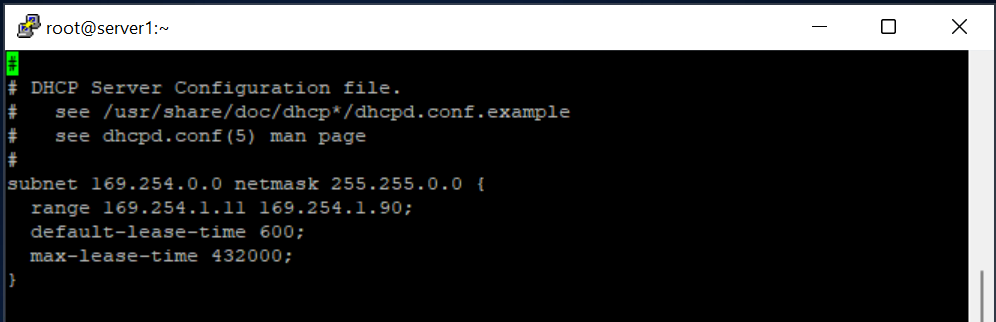 root@server1:~
#
# DHCP Server Configuration file.
#   see /usr/share/doc/dhcp*/dhcpd.conf.example
#   see dhcpd.conf(5) man page
#
subnet 169.254.0.0 netmask 255.255.0.0 {
  range 169.254.1.11 169.254.1.90;
  default-lease-time 600;
  max-lease-time 432000;
}